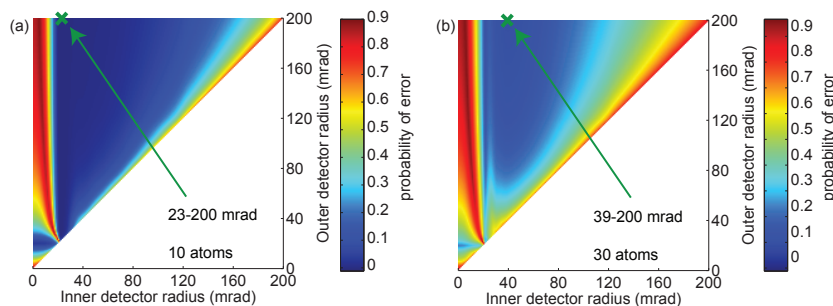 (a)
200
160
120
80
40
0
Outer detector radius (mrad)
0.9
0.8
0.7
0.6
0.5
0.4
0.3
0.2
0.1
0
probability of error
23-200 mrad
10 atoms
0 40 80 120 160 200
Inner detector radius (mrad)
(b)
200
160
120
80
40
0
Outer detector radius (mrad)
0.9
0.8
0.7
0.6
0.5
0.4
0.3
0.2
0.1
0
probability of error
39-200 mrad
30 atoms
0 40 80 120 160 200
Inner detector radius (mrad)